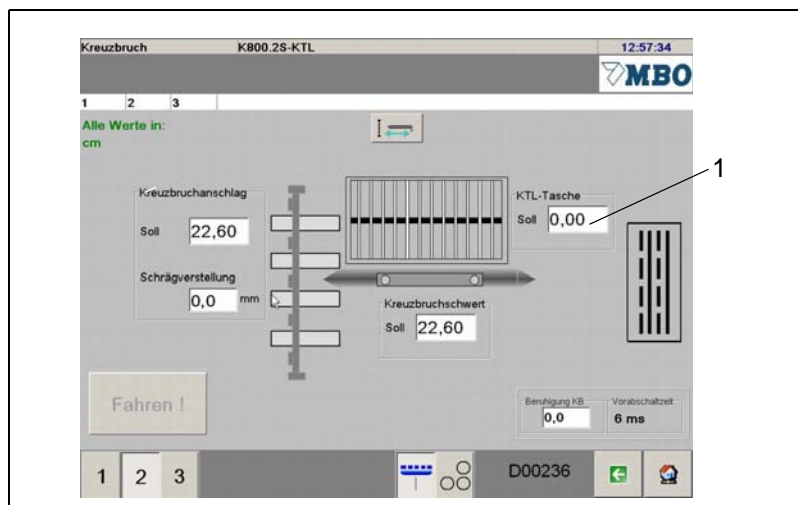 Kreuzbruch K800.2S-KTL 12:57:34
MBO
1 2 3
Alle Werte in:
cm
1
Kreuzbruchanschlag
KTL-Tasche
Soll 22,60
Soll 0,00
Schrägverstellung
0,0 mm
Kreuzbruchschwert
Soll 22,60
Fahren !
Beruhigung KB
0,0
Vorabschaltzeit
6 ms
1 2 3
D00236